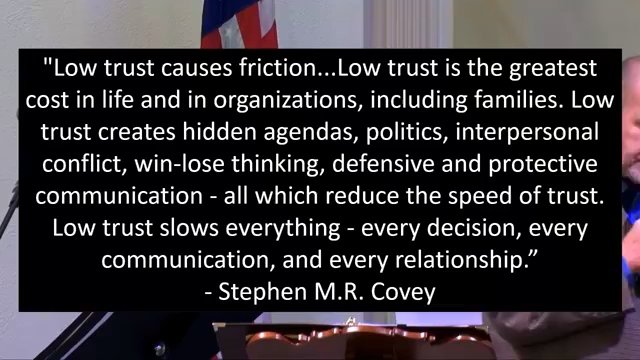 "Low trust causes friction...Low trust is the greatest
cost in life and in organizations, including families. Low
trust creates hidden agendas, politics, interpersonal
conflict, win-lose thinking, defensive and protective
communication - all which reduce the speed of trust.
Low trust slows everything - every decision, every
communication, and every relationship.”
- Stephen M.R. Covey